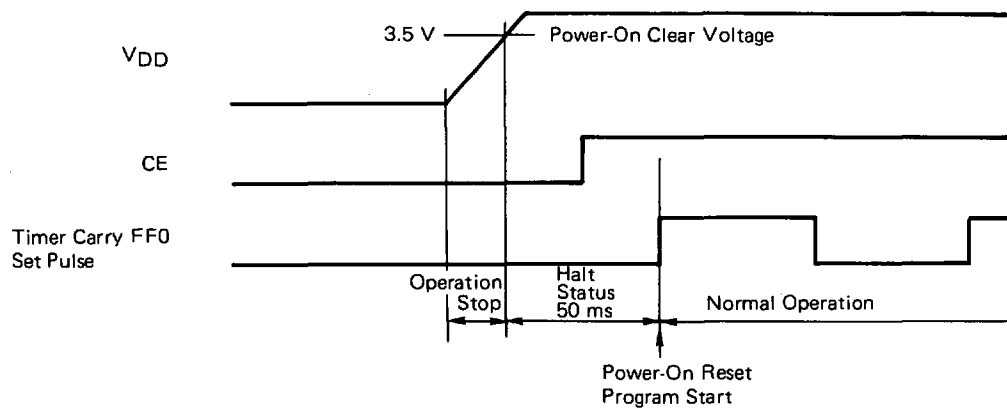 3.5 V
Power-On Clear Voltage
VDD
CE
Timer Carry FF0
Set Pulse
Operation
Stop
Halt
Status
50 ms
Normal Operation
Power-On Reset
Program Start